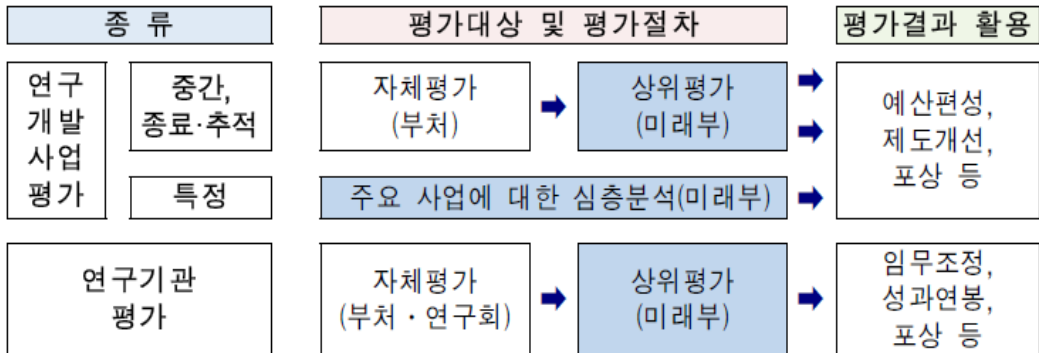 종 류
평가대상 및 평가절차
평가결과 활용
연구
개발
사업
평가
중간,
종료·추적
자체평가
(부처)
상위평가
(미래부)
예산편성,
제도개선,
포상 등
특정
주요 사업에 대한 심층분석(미래부)
연구기관
평가
자체평가
(부처·연구회)
상위평가
(미래부)
임무조정,
성과연봉,
포상 등